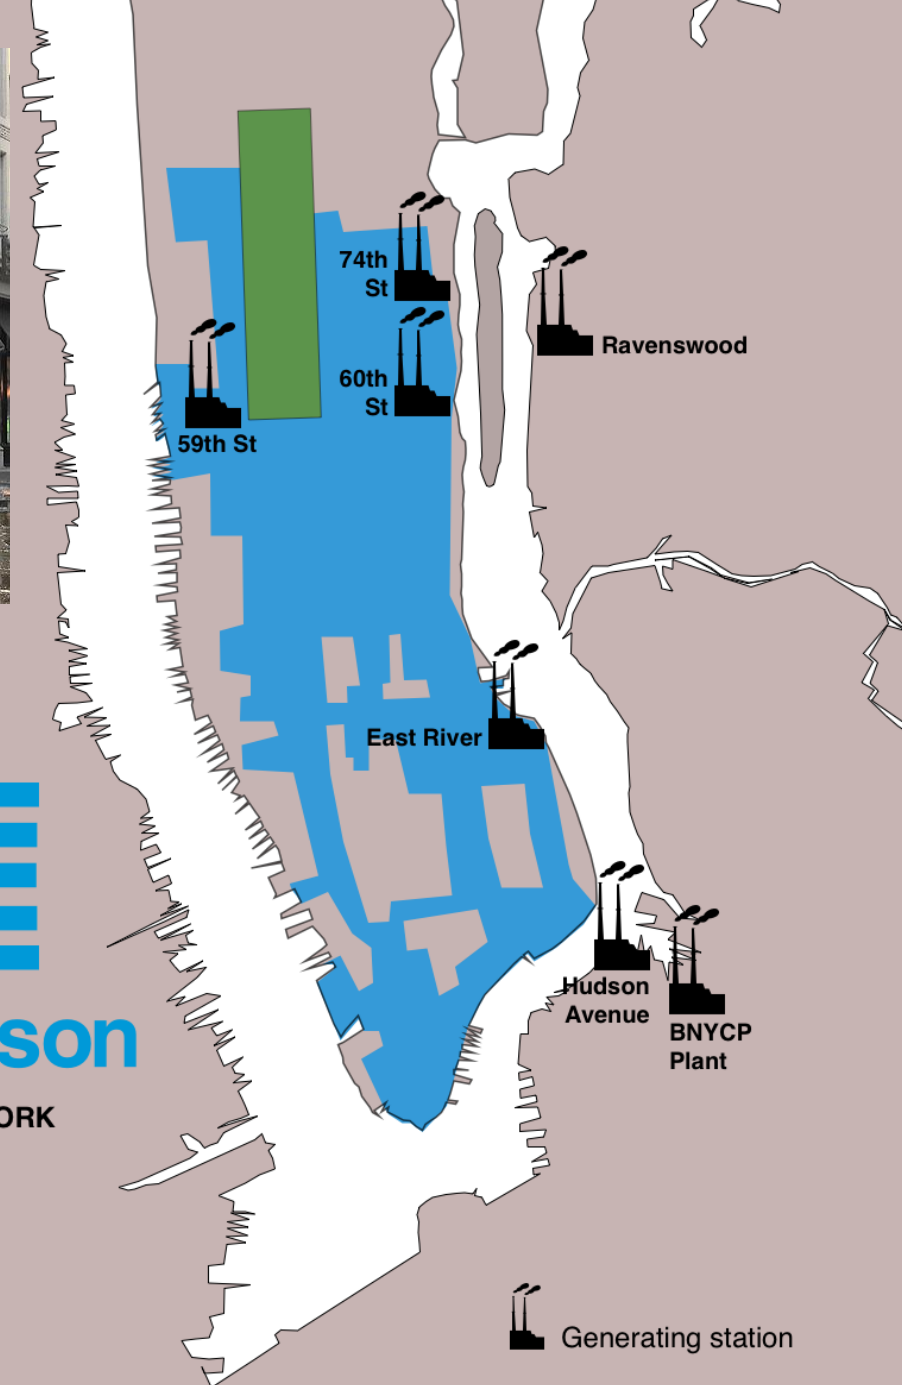 74th
St
60th
St
Ravenswood
59th St
East River
Hudson
Avenue
BNYCP
Plant
son
ORK
Generating station